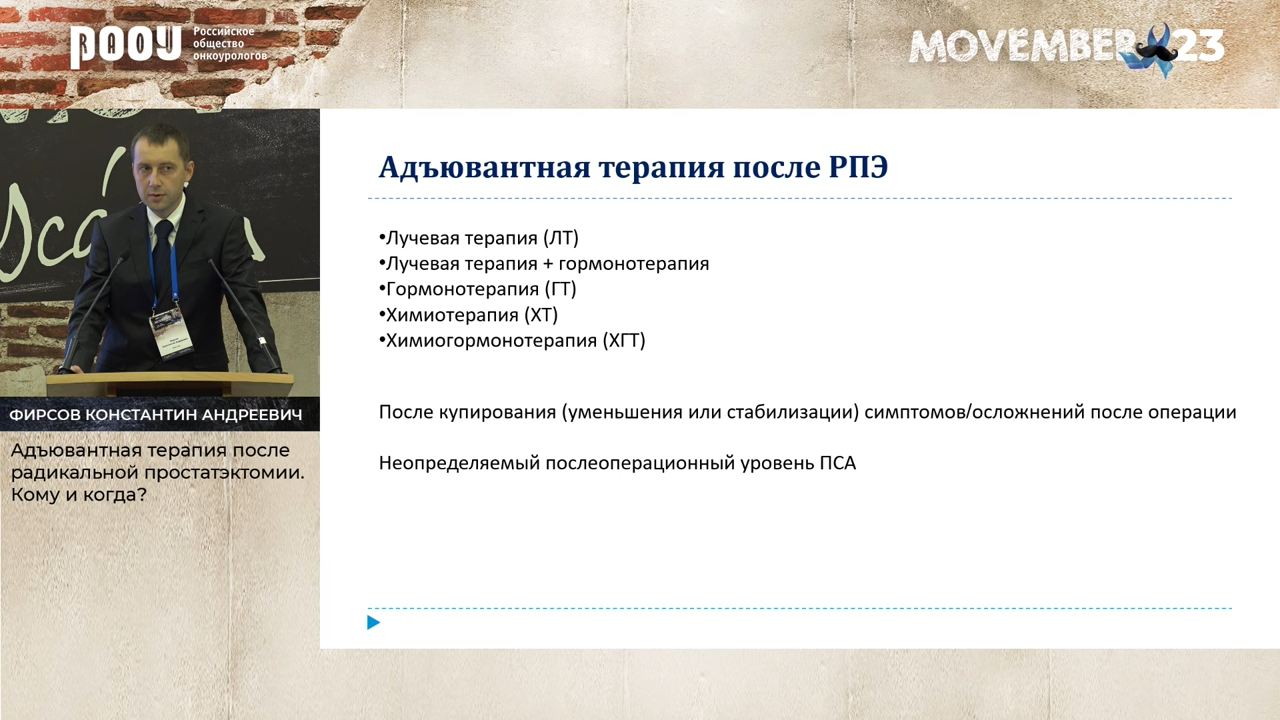 РООУ
Российское
общество
онкоурологов
MOVEMBER 23
Адъювантная терапия после РПЭ
•Лучевая терапия (ЛТ)
•Лучевая терапия + гормонотерапия
•Гормонотерапия (ГТ)
•Химиотерапия (ХТ)
•Химиогормонотерапия (ХГТ)
После купирования (уменьшения или стабилизации) симптомов/осложнений после операции
Неопределяемый послеоперационный уровень ПСА
ФИРСОВ КОНСТАНТИН АНДРЕЕВИЧ
Адъювантная терапия после
радикальной простатэктомии.
Кому и когда?